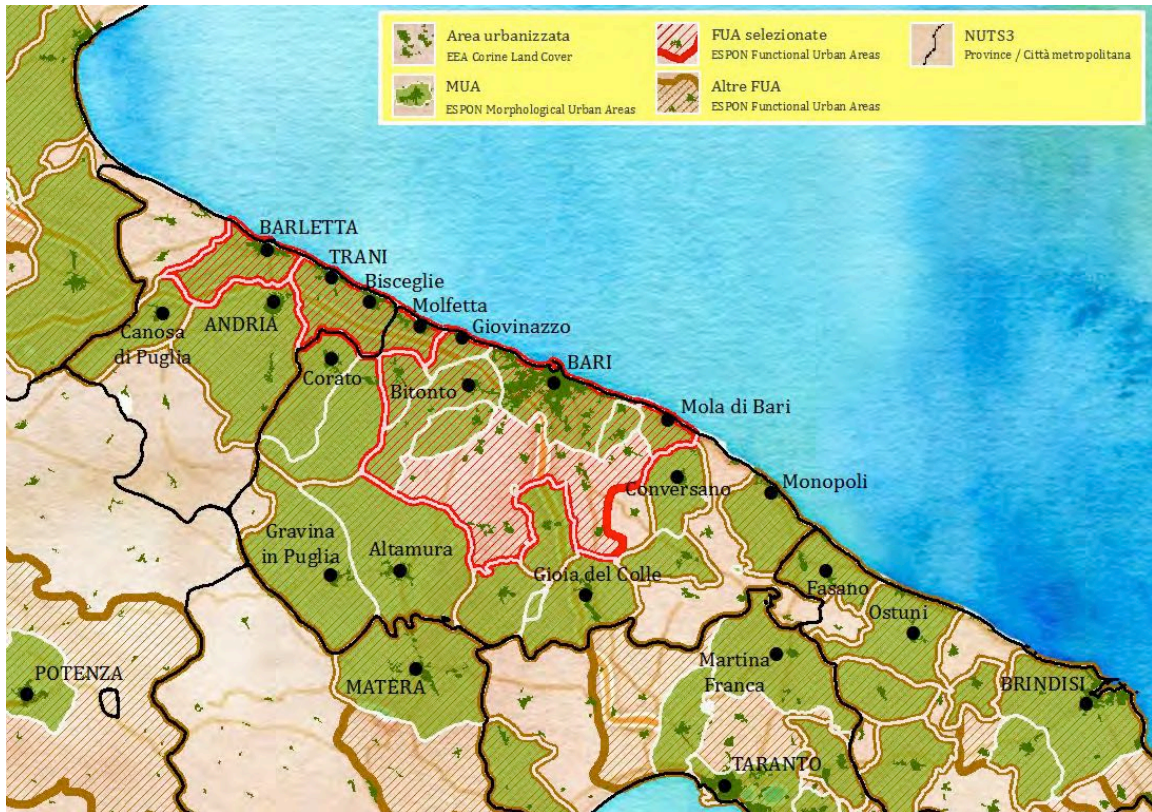 Area urbanizzata
EEA Corine Land Cover
MUA
ESPON Morphological Urban Areas
FUA selezionate
ESPON Functional Urban Areas
Altre FUA
ESPON Functional Urban Areas
NUTS3
Province / Città metropolitana
BARLETTA
TRANI
Bisceglie
Molfetta
Giovinazzo
ANDRIA
Canosa
di Puglia
Corato
Bitonto
BARI
Mola di Bari
Conversano
Monopoli
Gravina
in Puglia
Altamura
Gioia del Colle
Fasano
Ostuni
POTENZA
MATERA
Martina
Franca
BRINDISI
TARANTO